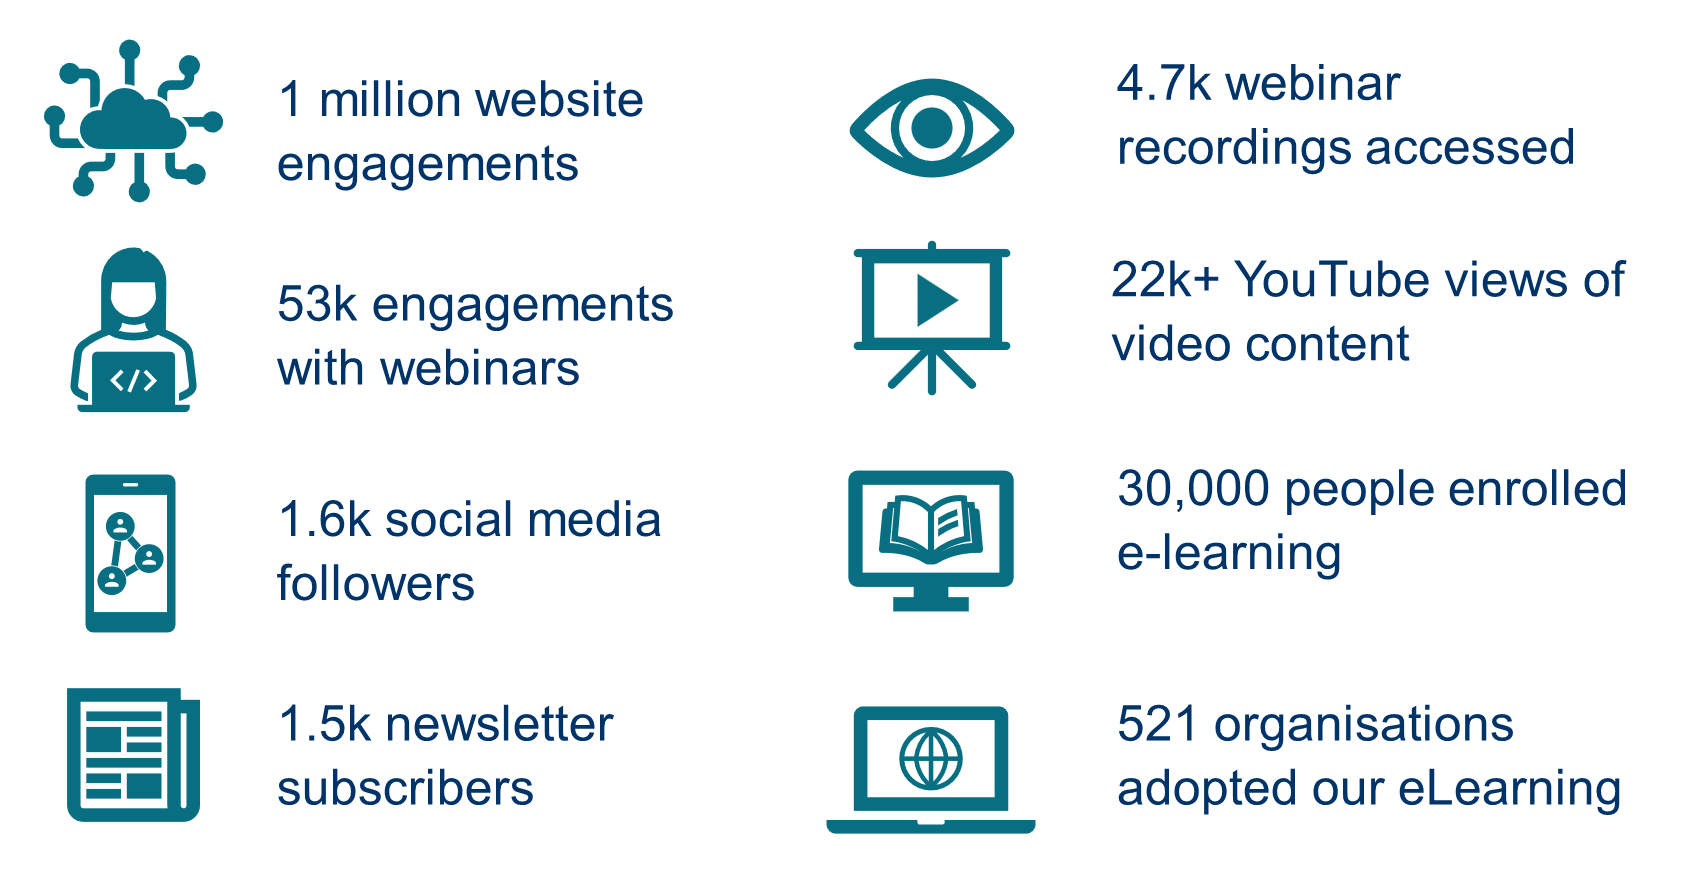 1 million website
engagements
53k engagements
with webinars
1.6k social media
followers
1.5k newsletter
subscribers
4.7k webinar
recordings accessed
22k+ YouTube views of
video content
30,000 people enrolled
e-learning
521 organisations
adopted our eLearning